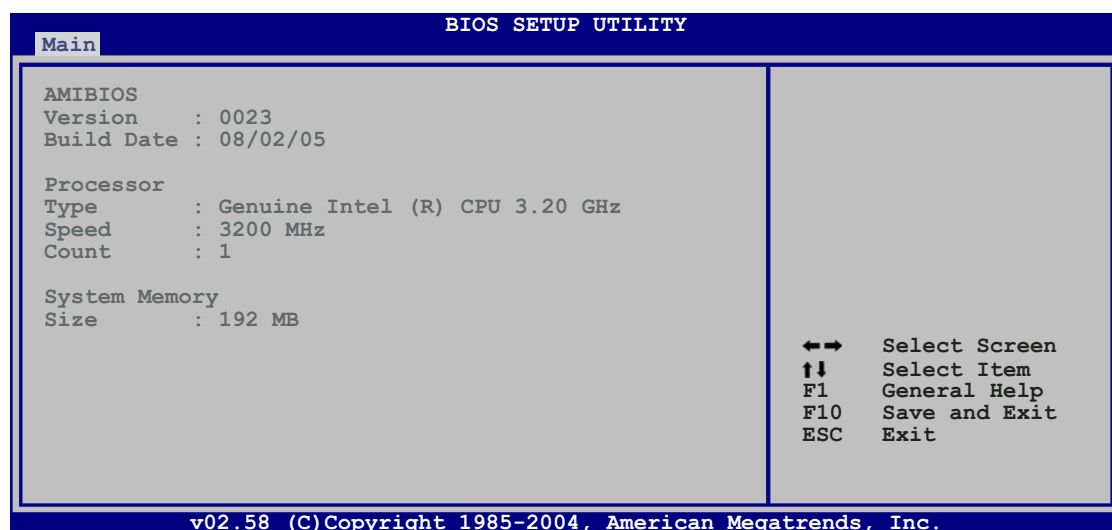 BIOS SETUP UTILITY
Main
AMIBIOS
Version : 0023
Build Date : 08/02/05
Processor
Type : Genuine Intel (R) CPU 3.20 GHz
Speed : 3200 MHz
Count : 1
System Memory
Size : 192 MB
←→ Select Screen
↑↓ Select Item
F1 General Help
F10 Save and Exit
ESC Exit
v02.58 (C)Copyright 1985-2004, American Megatrends, Inc.